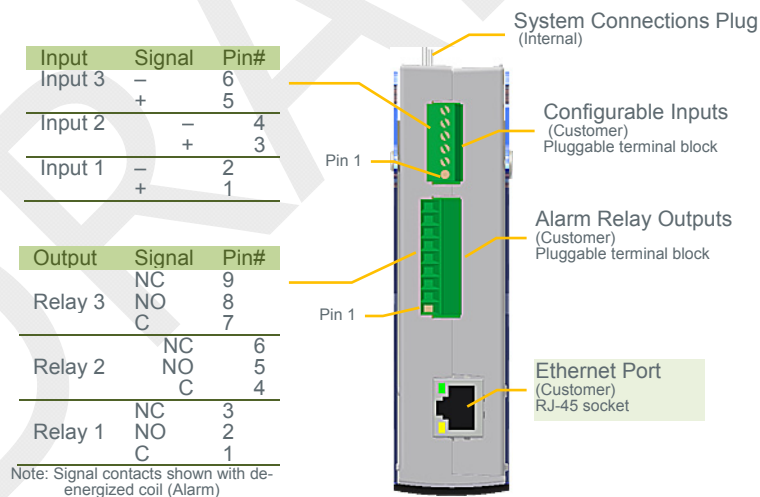 System Connections Plug
(Internal)
Input Signal Pin#
Input 3 – 6
+ 5
Input 2 – 4
+ 3
Input 1 – 2
+ 1
Configurable Inputs
(Customer)
Pluggable terminal block
Pin 1
Output Signal Pin#
NC 9
Relay 3 NO 8
C 7
NC 6
Relay 2 NO 5
C 4
NC 3
Relay 1 NO 2
C 1
Note: Signal contacts shown with de-
energized coil (Alarm)
Alarm Relay Outputs
(Customer)
Pluggable terminal block
Pin 1
Ethernet Port
(Customer)
RJ-45 socket